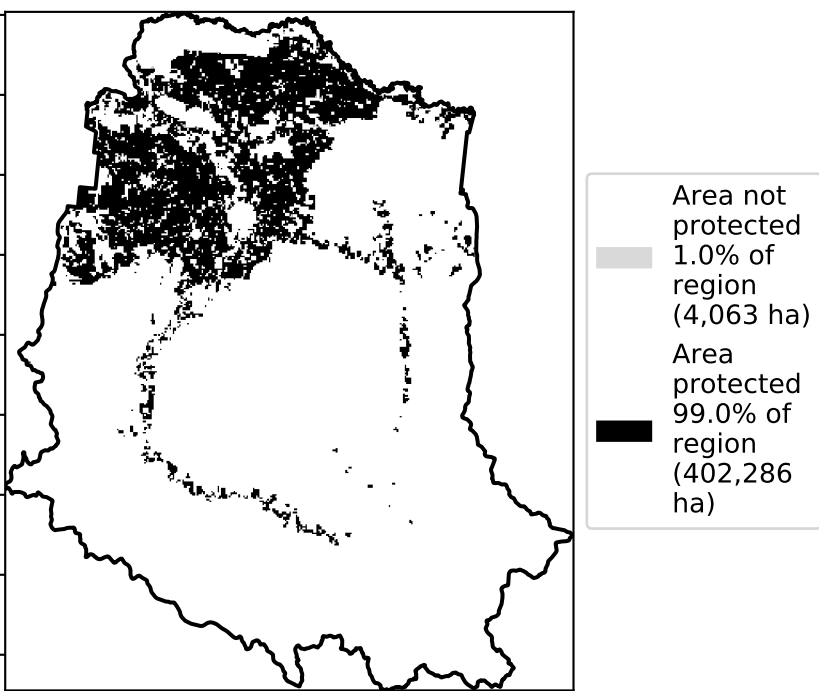 Area not
protected
1.0% of
region
(4,063 ha)
Area
protected
99.0% of
region
(402,286
ha)